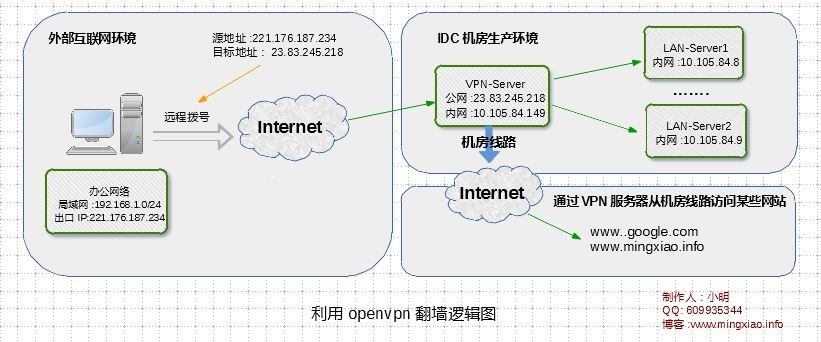 外部互联网环境
源地址 :221.176.187.234
目标地址： 23.83.245.218
远程拨号
Internet
办公网络
局域网 :192.168.1.0/24
出口 IP:221.176.187.234
IDC 机房生产环境
VPN-Server
公网 :23.83.245.218
内网 :10.105.84.149
LAN-Server1
内网 :10.105.84.8
.......
LAN-Server2
内网 :10.105.84.9
机房线路
Internet
通过 VPN 服务器从机房线路访问某些网站
www..google.com
www.mingxiao.info
利用 openvpn 翻墙逻辑图
制作人：小明
QQ: 609935344
博客 :www.mingxiao.info